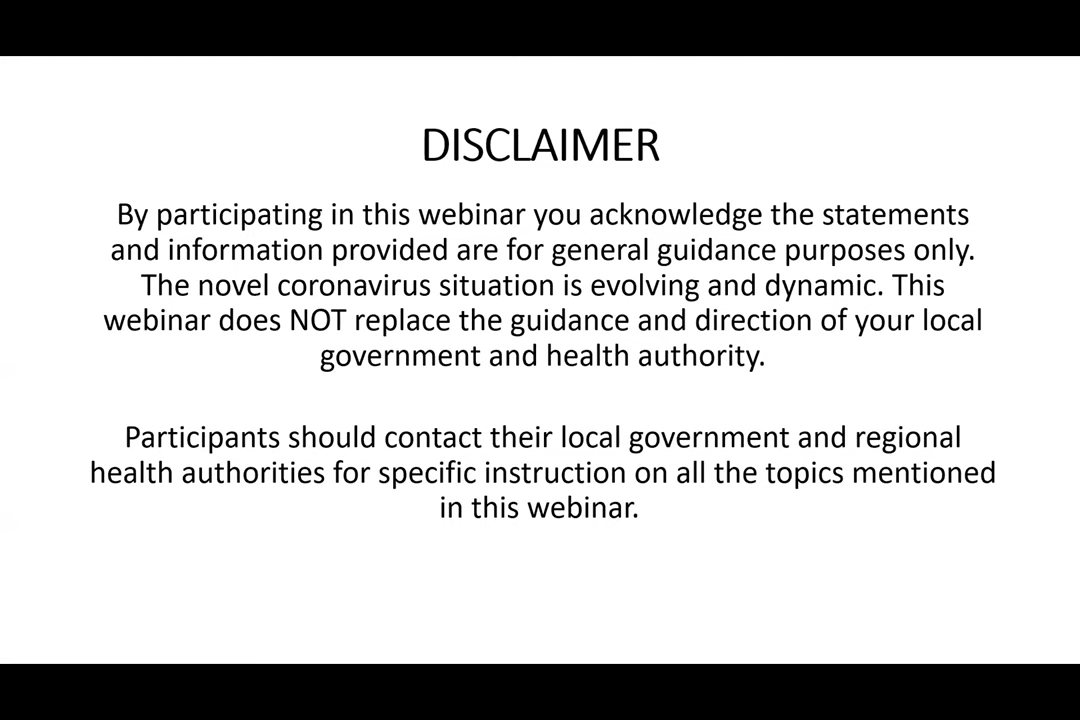 DISCLAIMER
By participating in this webinar you acknowledge the statements
and information provided are for general guidance purposes only.
The novel coronavirus situation is evolving and dynamic. This
webinar does NOT replace the guidance and direction of your local
government and health authority.
Participants should contact their local government and regional
health authorities for specific instruction on all the topics mentioned
in this webinar.